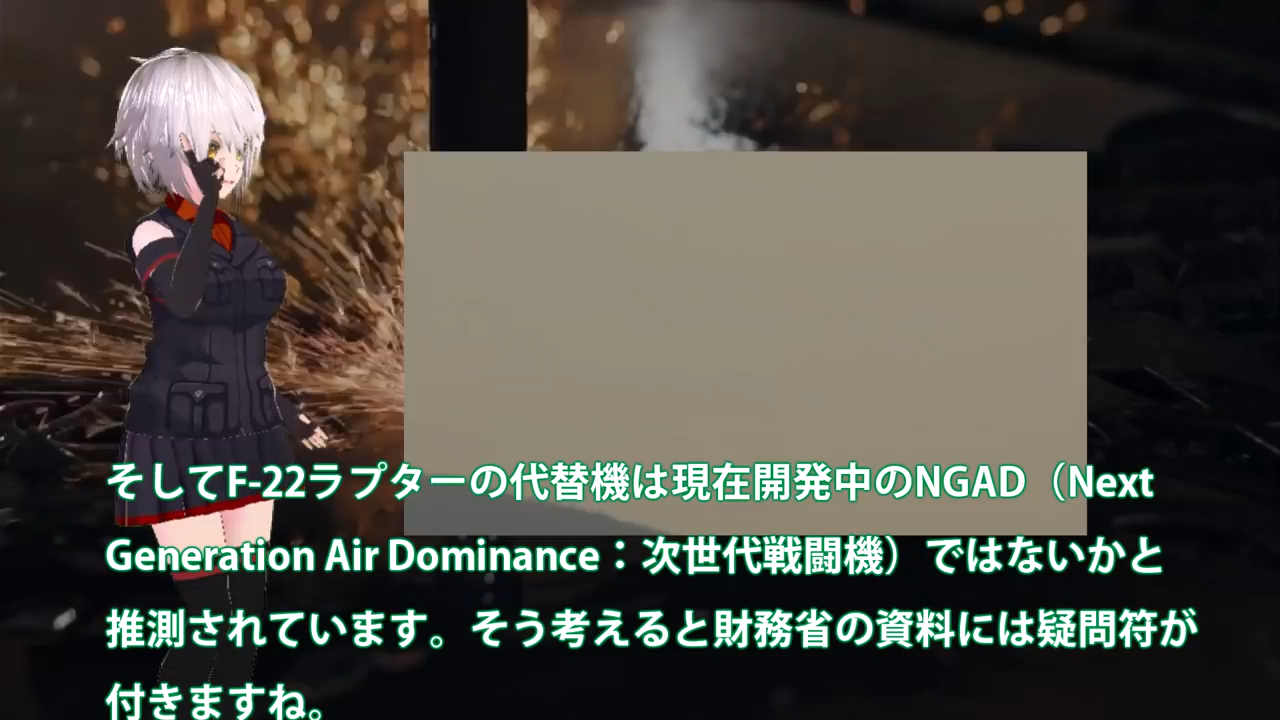 そしてF-22ラプターの代替機は現在開発中のNGAD（Next
Generation Air Dominance：次世代戦闘機）ではないかと
推測されています。そう考えると財務省の資料には疑問符が
付きますね。